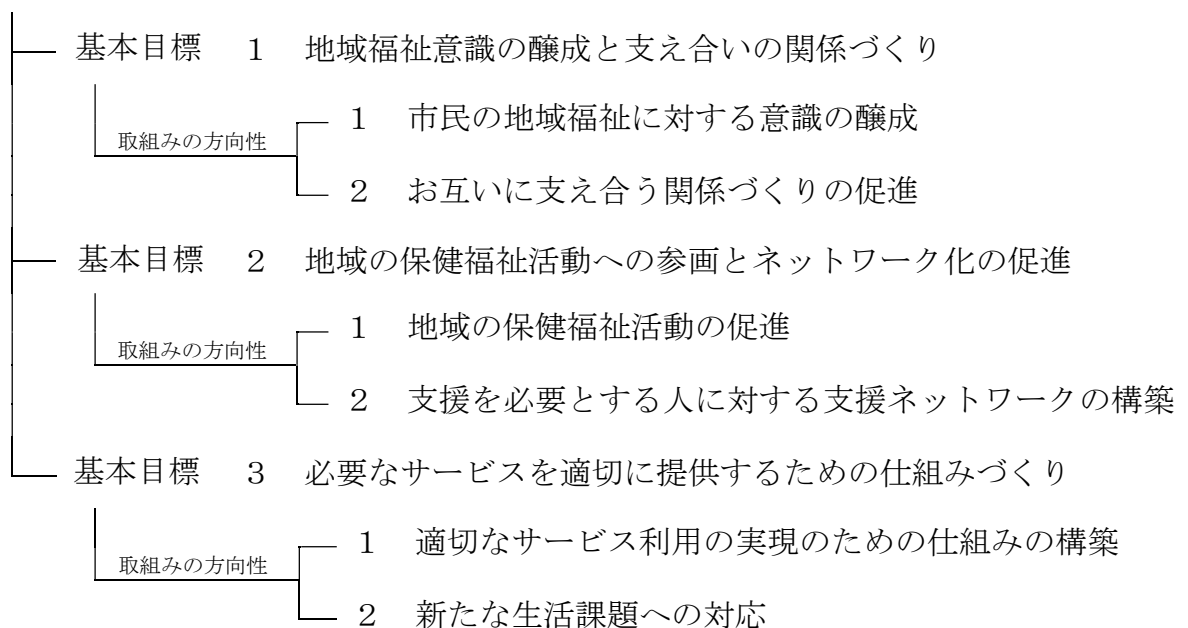 基本目標　１　地域福祉意識の醸成と支え合いの関係づくり
取組みの方向性
１　市民の地域福祉に対する意識の醸成
２　お互いに支え合う関係づくりの促進
基本目標　２　地域の保健福祉活動への参画とネットワーク化の促進
取組みの方向性
１　地域の保健福祉活動の促進
２　支援を必要とする人に対する支援ネットワークの構築
基本目標　３　必要なサービスを適切に提供するための仕組みづくり
取組みの方向性
１　適切なサービス利用の実現のための仕組みの構築
２　新たな生活課題への対応